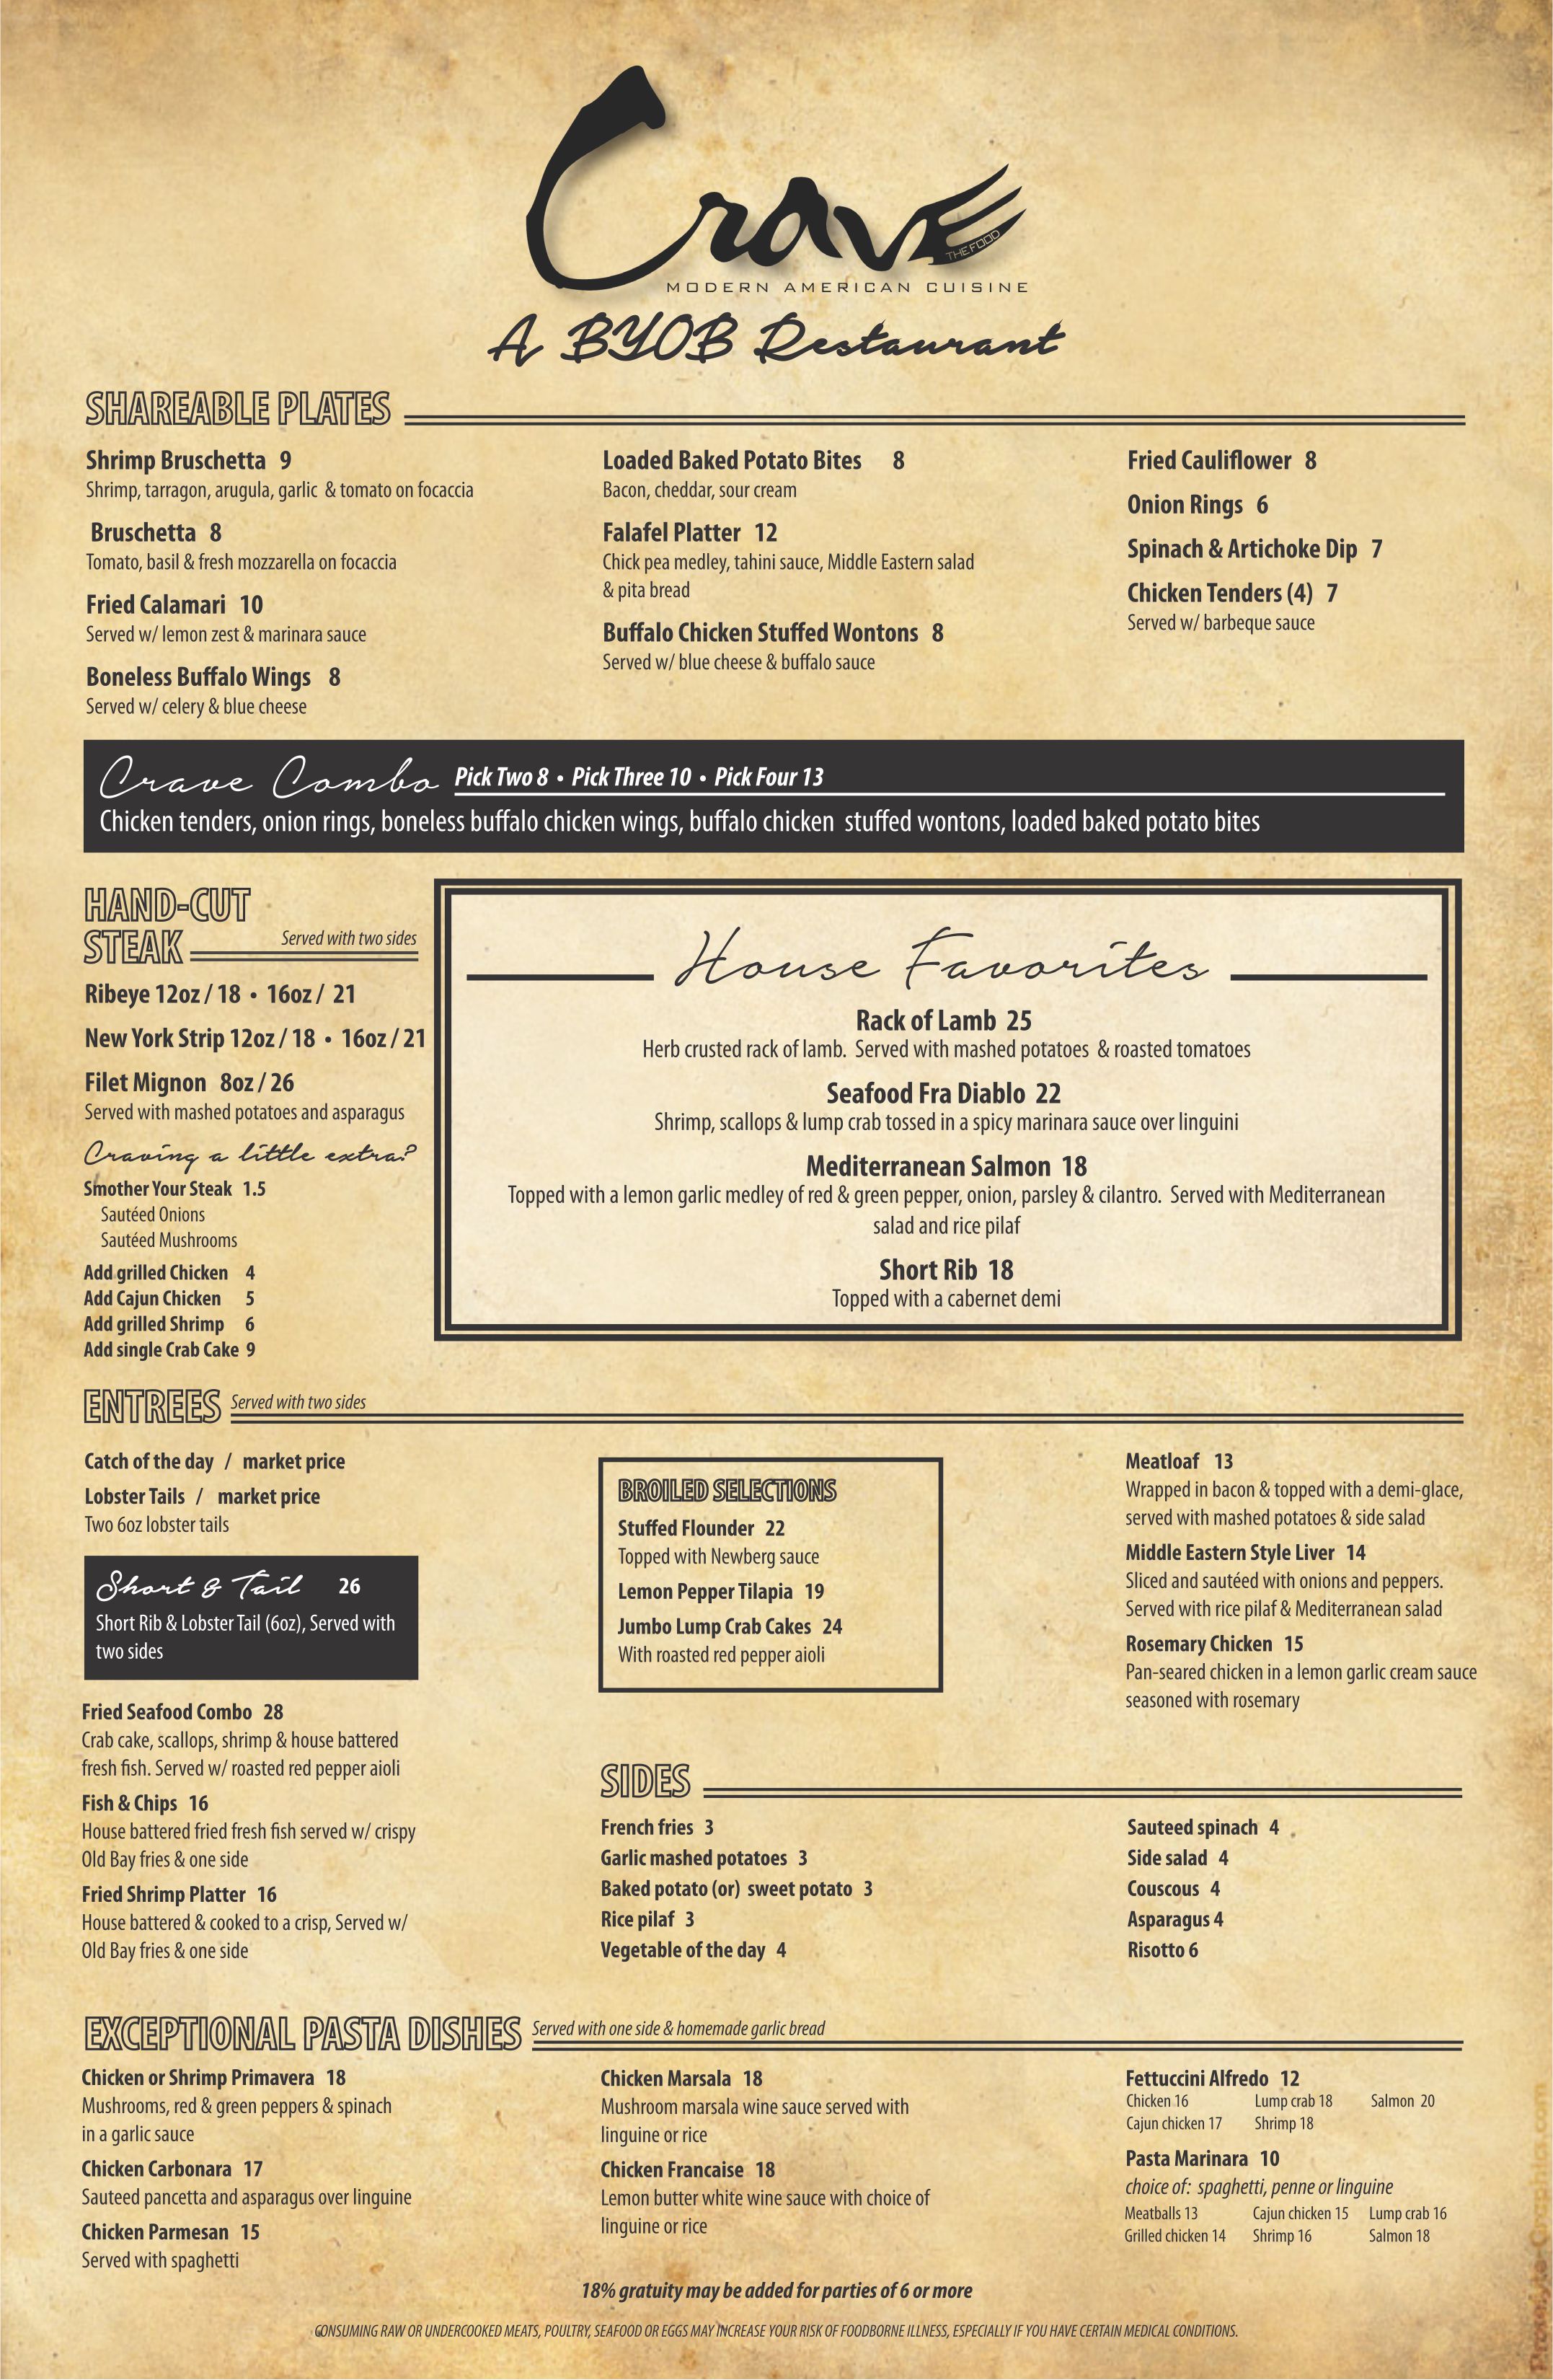 Crave
THE FOOD
MODERN AMERICAN CUISINE
A BYOB Restaurant
SHAREABLE PLATES
Shrimp Bruschetta 9
Shrimp, tarragon, arugula, garlic & tomato on focaccia
Bruschetta 8
Tomato, basil & fresh mozzarella on focaccia
Fried Calamari 10
Served w/ lemon zest & marinara sauce
Boneless Buffalo Wings 8
Served w/ celery & blue cheese
Loaded Baked Potato Bites 8
Bacon, cheddar, sour cream
Falafel Platter 12
Chick pea medley, tahini sauce, Middle Eastern salad
& pita bread
Buffalo Chicken Stuffed Wontons 8
Served w/ blue cheese & buffalo sauce
Fried Cauliflower 8
Onion Rings 6
Spinach & Artichoke Dip 7
Chicken Tenders (4) 7
Served w/ barbeque sauce
Crave Combo Pick Two 8 • Pick Three 10 • Pick Four 13
Chicken tenders, onion rings, boneless buffalo chicken wings, buffalo chicken stuffed wontons, loaded baked potato bites
HAND-CUT
STEAK Served with two sides
Ribeye 12oz / 18 • 16oz / 21
New York Strip 12oz / 18 • 16oz / 21
Filet Mignon 8oz / 26
Served with mashed potatoes and asparagus
Craving a little extra?
Smother Your Steak 1.5
Sautéed Onions
Sautéed Mushrooms
Add grilled Chicken 4
Add Cajun Chicken 5
Add grilled Shrimp 6
Add single Crab Cake 9
House Favorites
Rack of Lamb 25
Herb crusted rack of lamb. Served with mashed potatoes & roasted tomatoes
Seafood Fra Diablo 22
Shrimp, scallops & lump crab tossed in a spicy marinara sauce over linguini
Mediterranean Salmon 18
Topped with a lemon garlic medley of red & green pepper, onion, parsley & cilantro. Served with Mediterranean
salad and rice pilaf
Short Rib 18
Topped with a cabernet demi
ENTREES Served with two sides
Catch of the day / market price
Lobster Tails / market price
Two 6oz lobster tails
Short & Tail 26
Short Rib & Lobster Tail (6oz), Served with
two sides
Fried Seafood Combo 28
Crab cake, scallops, shrimp & house battered
fresh fish. Served w/ roasted red pepper aioli
Fish & Chips 16
House battered fried fresh fish served w/ crispy
Old Bay fries & one side
Fried Shrimp Platter 16
House battered & cooked to a crisp, Served w/
Old Bay fries & one side
BROILED SELECTIONS
Stuffed Flounder 22
Topped with Newberg sauce
Lemon Pepper Tilapia 19
Jumbo Lump Crab Cakes 24
With roasted red pepper aioli
Meatloaf 13
Wrapped in bacon & topped with a demi-glace,
served with mashed potatoes & side salad
Middle Eastern Style Liver 14
Sliced and sautéed with onions and peppers.
Served with rice pilaf & Mediterranean salad
Rosemary Chicken 15
Pan-seared chicken in a lemon garlic cream sauce
seasoned with rosemary
SIDES
French fries 3
Garlic mashed potatoes 3
Baked potato (or) sweet potato 3
Rice pilaf 3
Vegetable of the day 4
Sauteed spinach 4
Side salad 4
Couscous 4
Asparagus 4
Risotto 6
EXCEPTIONAL PASTA DISHES Served with one side & homemade garlic bread
Chicken or Shrimp Primavera 18
Mushrooms, red & green peppers & spinach
in a garlic sauce
Chicken Carbonara 17
Sauteed pancetta and asparagus over linguine
Chicken Parmesan 15
Served with spaghetti
Chicken Marsala 18
Mushroom marsala wine sauce served with
linguine or rice
Chicken Francaise 18
Lemon butter white wine sauce with choice of
linguine or rice
Fettuccini Alfredo 12
Chicken 16 Lump crab 18 Salmon 20
Cajun chicken 17 Shrimp 18
Pasta Marinara 10
choice of: spaghetti, penne or linguine
Meatballs 13 Cajun chicken 15 Lump crab 16
Grilled chicken 14 Shrimp 16 Salmon 18
18% gratuity may be added for parties of 6 or more
CONSUMING RAW OR UNDERCOOKED MEATS, POULTRY, SEAFOOD OR EGGS MAY INCREASE YOUR RISK OF FOODBORNE ILLNESS, ESPECIALLY IF YOU HAVE CERTAIN MEDICAL CONDITIONS.